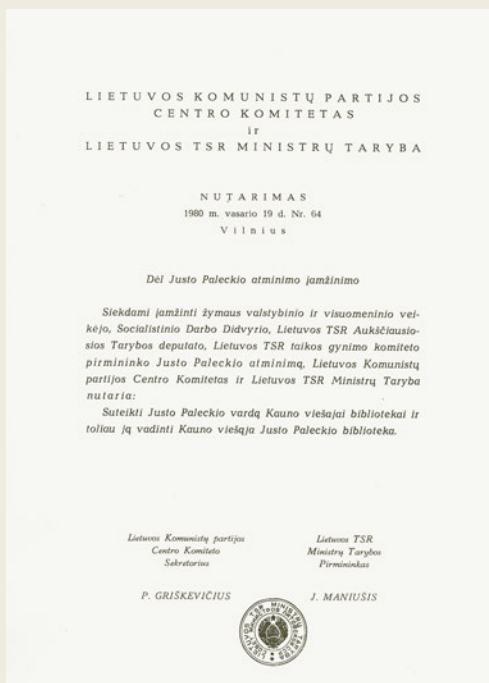 LIETUVOS KOMUNISTŲ PARTIJOS
CENTRO KOMITETAS
ir
LIETUVOS TSR MINISTRŲ TARYBA
NUTARIMAS
1980 m. vasario 19 d. Nr. 64
Vilnius
Dėl Justo Paleckio atminimo įamžinimo
Siekdami įamžinti žymaus valstybinio ir visuomeninio vei-
kėjo, Socialistinio Darbo Didvyrio, Lietuvos TSR Aukščiausio-
sios Tarybos deputato, Lietuvos TSR taikos gynimo komiteto
pirmininko Justo Paleckio atminimą, Lietuvos Komunistų
partijos Centro Komitetas ir Lietuvos TSR Ministrų Taryba
nutaria:
Suteikti Justo Paleckio vardą Kauno viešajai bibliotekai ir
toliau ją vadinti Kauno viešąja Justo Paleckio biblioteka.
Lietuvos Komunistų partijos
Centro Komiteto
Sekretorius
P. GRIŠKEVIČIUS
Lietuvos TSR
Ministrų Tarybos
Pirmininkas
J. MANIUŠIS